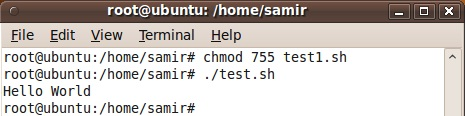 root@ubuntu: /home/samir
File Edit View Terminal Help
root@ubuntu:/home/samir# chmod 755 test1.sh
root@ubuntu:/home/samir# ./test.sh
Hello World
root@ubuntu:/home/samir#